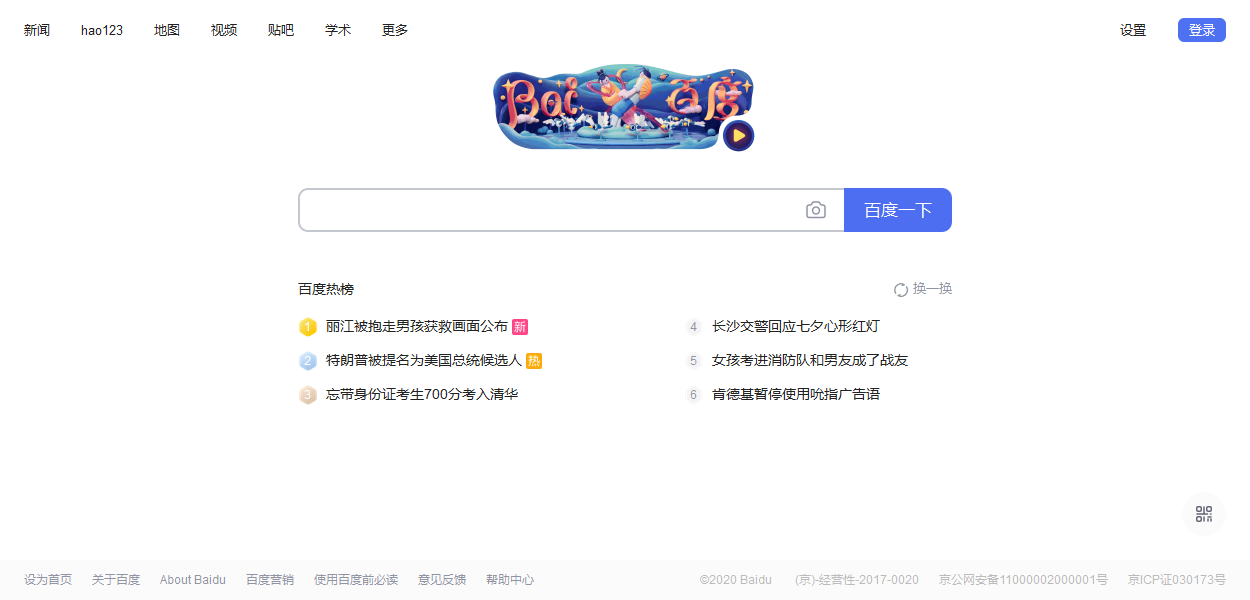 新闻 hao123 地图 视频 贴吧 学术 更多 设置 登录
Bai 百度
百度一下
百度热榜 换一换
1 丽江被抱走男孩获救画面公布 新
2 特朗普被提名为美国总统候选人 热
3 忘带身份证考生700分考入清华
4 长沙交警回应七夕心形红灯
5 女孩考进消防队和男友成了战友
6 肯德基暂停使用吮指广告语
设为首页 关于百度 About Baidu 百度营销 使用百度前必读 意见反馈 帮助中心 ©2020 Baidu (京)-经营性-2017-0020 京公网安备11000002000001号 京ICP证030173号